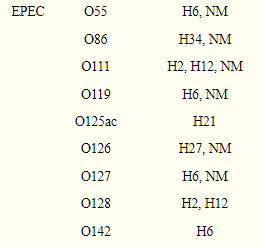 EPEC O55 H6, NM
O86 H34, NM
O111 H2, H12, NM
O119 H6, NM
O125ac H21
O126 H27, NM
O127 H6, NM
O128 H2, H12
O142 H6